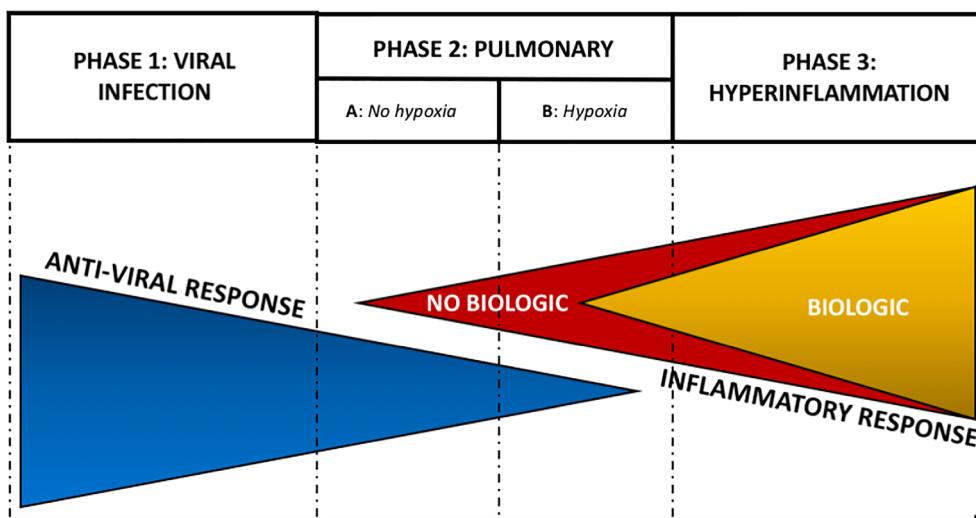 PHASE 1: VIRAL
INFECTION
PHASE 2: PULMONARY
A: No hypoxia
B: Hypoxia
PHASE 3:
HYPERINFLAMMATION
ANTI-VIRAL RESPONSE
NO BIOLOGIC
BIOLOGIC
INFLAMMATORY RESPONSE